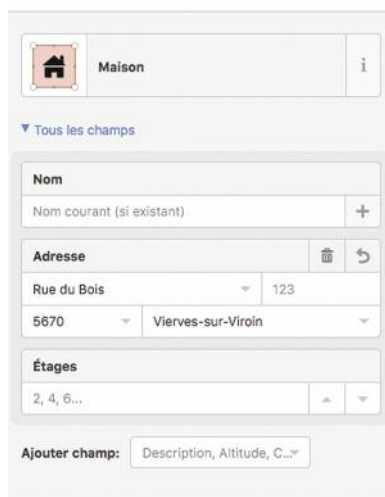 Maison
i
▼ Tous les champs
Nom
Nom courant (si existant)
+
Adresse
Rue du Bois
123
5670
Vierves-sur-Viroin
Étages
2, 4, 6...
Ajouter champ:
Description, Altitude, C...